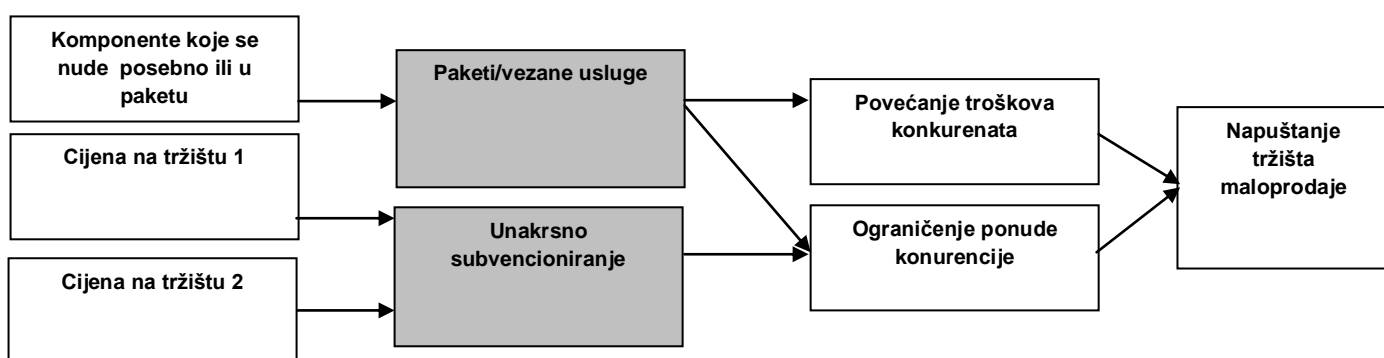 Komponente koje se
nude posebno ili u
paketu
Cijena na tržištu 1
Cijena na tržištu 2
Paketi/vezane usluge
Unakrsno
subvencioniranje
Povećanje troškova
konkurenata
Ograničenje ponude
konurencije
Napuštanje
tržišta
maloprodaje